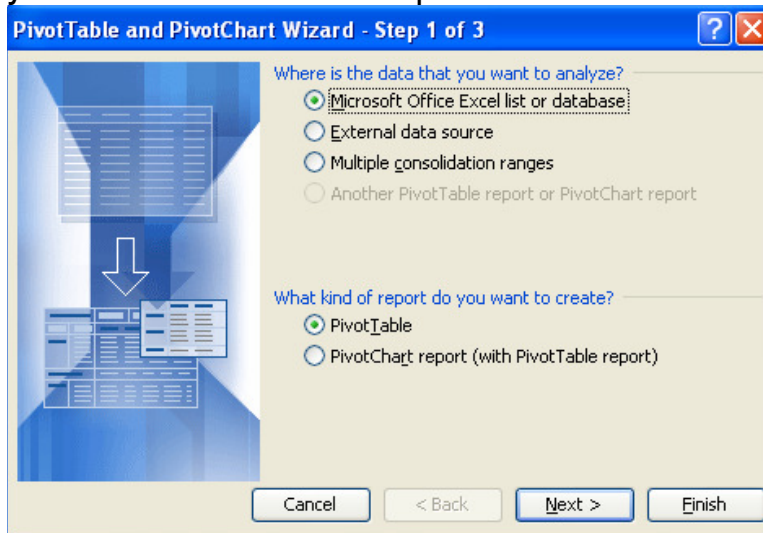 PivotTable and PivotChart Wizard - Step 1 of 3
Where is the data that you want to analyze?
Microsoft Office Excel list or database
External data source
Multiple consolidation ranges
Another PivotTable report or PivotChart report
What kind of report do you want to create?
PivotTable
PivotChart report (with PivotTable report)
Cancel
< Back
Next >
Finish